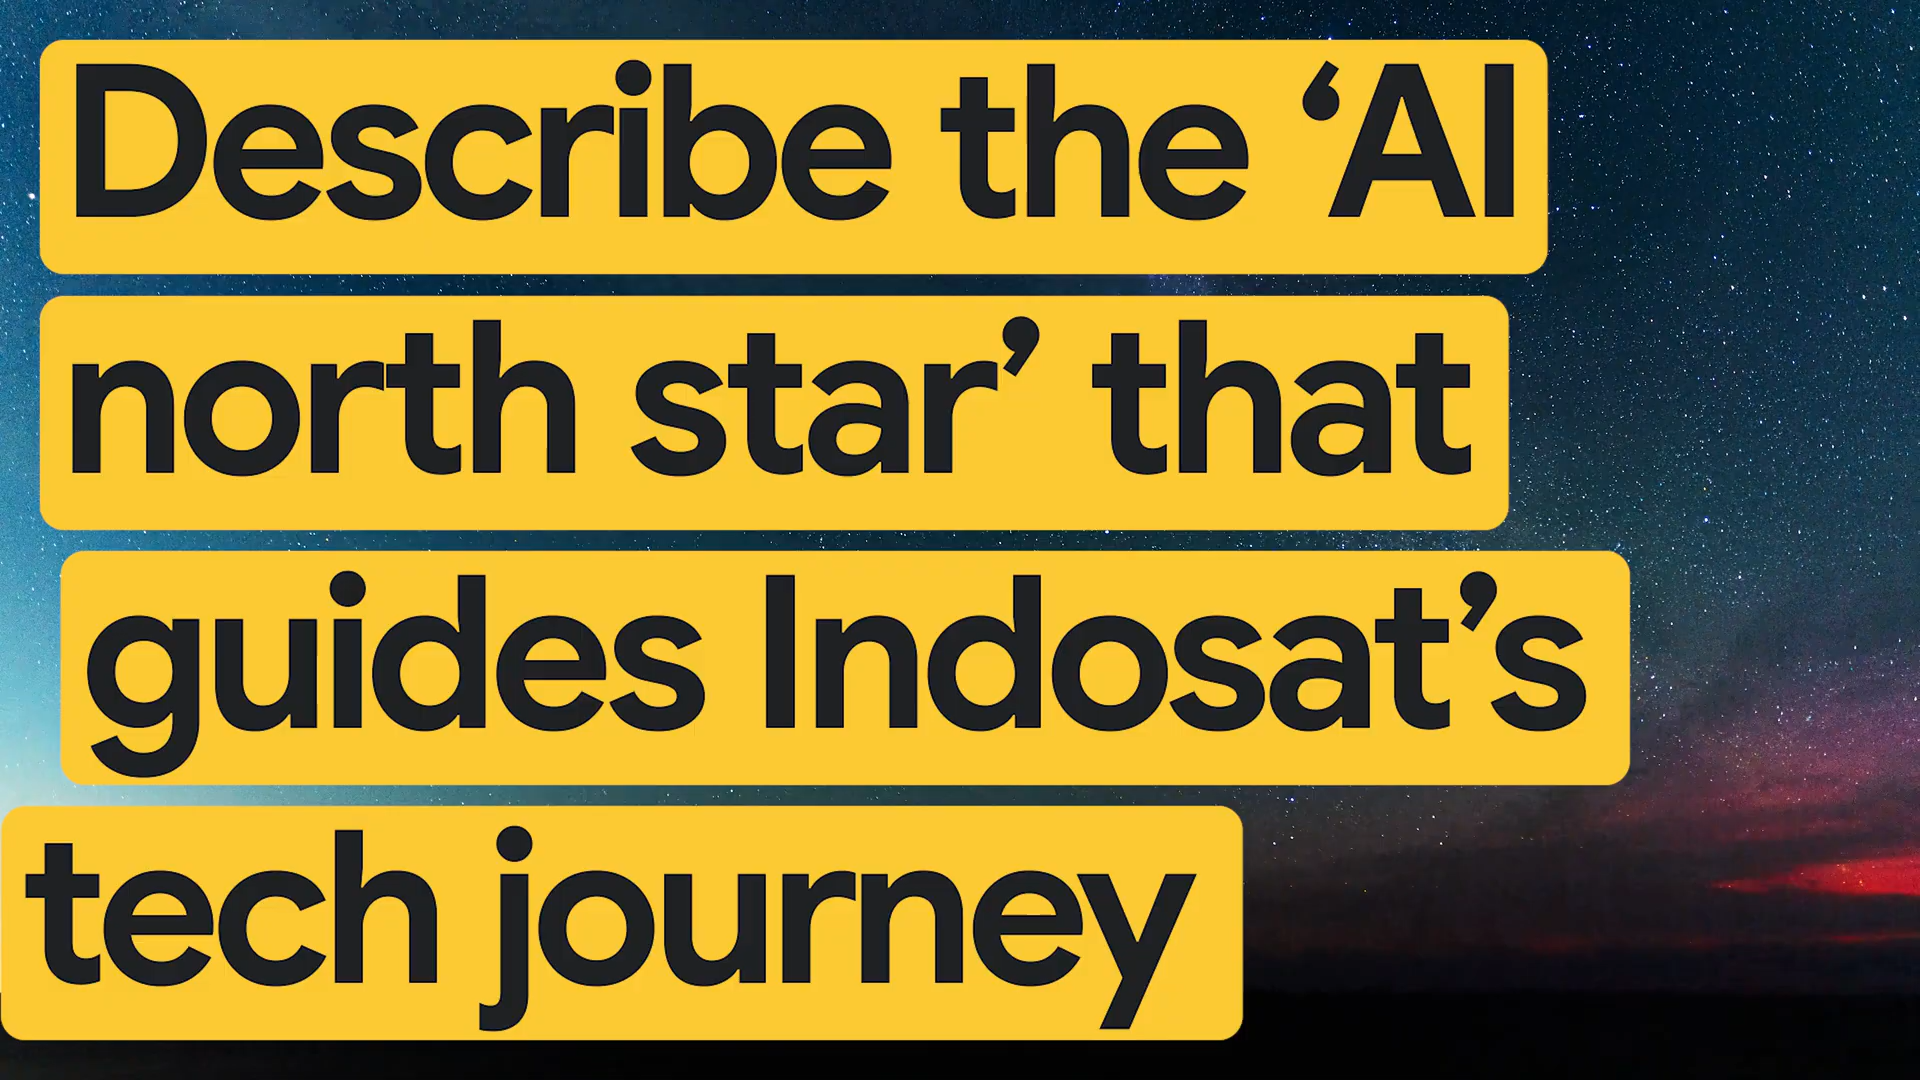 Describe the ‘AI
north star’ that
guides Indosat’s
tech journey